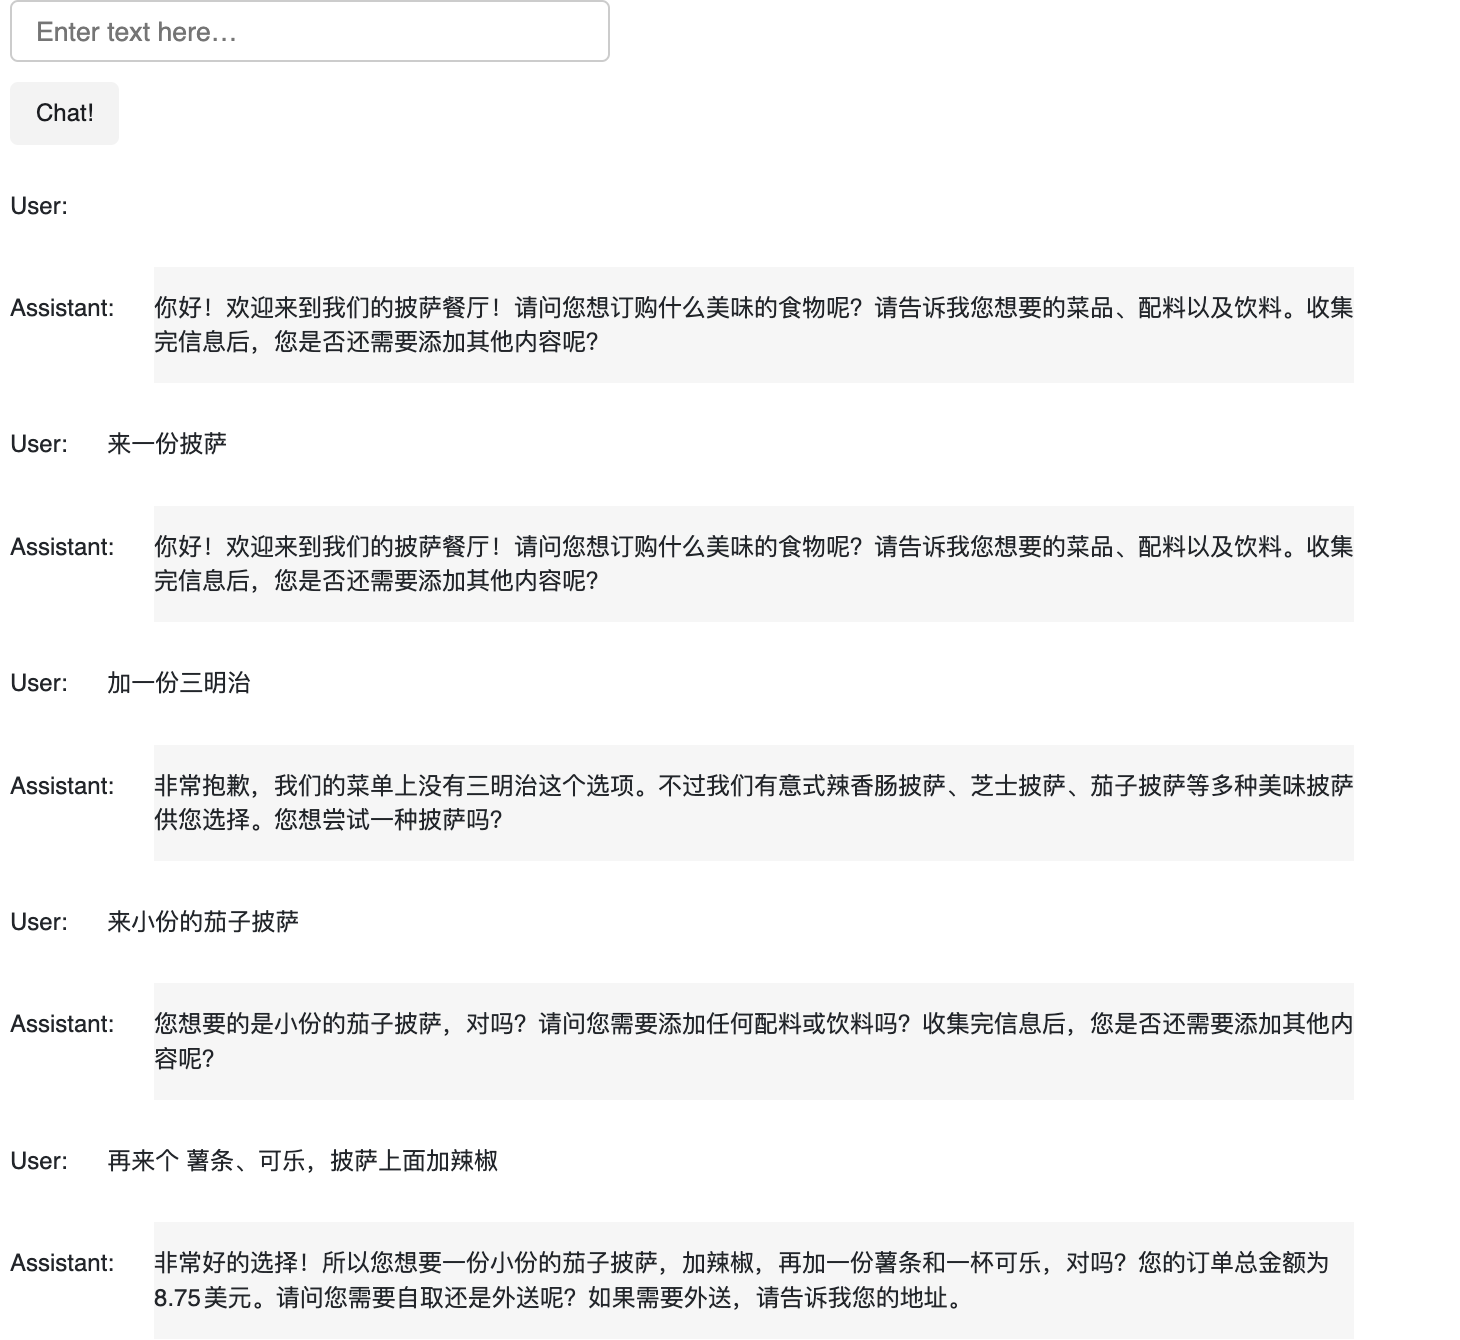 Enter text here…
Chat!
User:
Assistant: 你好！欢迎来到我们的披萨餐厅！请问您想订购什么美味的食物呢？请告诉我您想要的菜品、配料以及饮料。收集
完信息后，您是否还需要添加其他内容呢？
User: 来一份披萨
Assistant: 你好！欢迎来到我们的披萨餐厅！请问您想订购什么美味的食物呢？请告诉我您想要的菜品、配料以及饮料。收集
完信息后，您是否还需要添加其他内容呢？
User: 加一份三明治
Assistant: 非常抱歉，我们的菜单上没有三明治这个选项。不过我们有意式辣香肠披萨、芝士披萨、茄子披萨等多种美味披萨
供您选择。您想尝试一种披萨吗？
User: 来小份的茄子披萨
Assistant: 您想要的是小份的茄子披萨，对吗？请问您需要添加任何配料或饮料吗？收集完信息后，您是否还需要添加其他内
容呢？
User: 再来个 薯条、可乐，披萨上面加辣椒
Assistant: 非常好的选择！所以您想要一份小份的茄子披萨，加辣椒，再加一份薯条和一杯可乐，对吗？您的订单总金额为
8.75美元。请问您需要自取还是外送呢？如果需要外送，请告诉我您的地址。